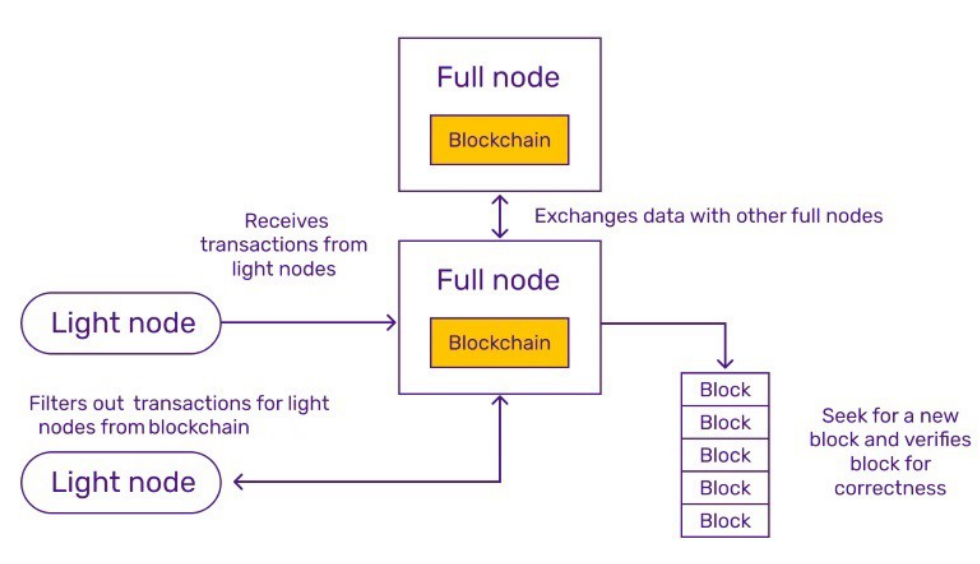 Full node
Blockchain
Exchanges data with other full nodes
Receives
transactions from
light nodes
Full node
Blockchain
Light node
Filters out transactions for light
nodes from blockchain
Light node
Block
Block
Block
Block
Block
Seek for a new
block and verifies
block for
correctness